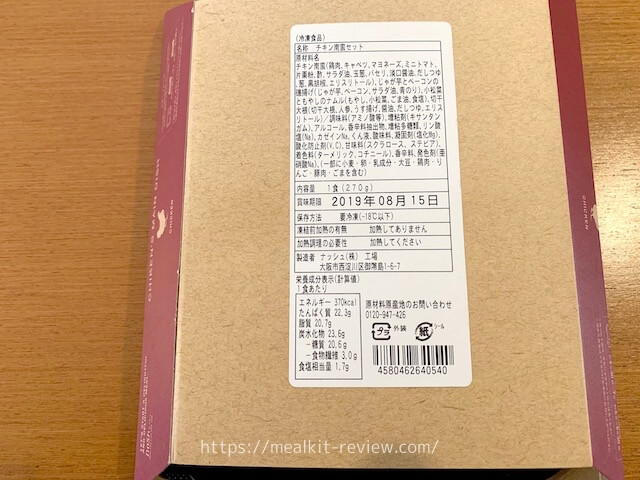 (冷凍食品)
名称 チキン南蛮セット
原材料名
チキン南蛮(鶏肉、キャベツ、マヨネーズ、ミニトマト、
片栗粉、酢、サラダ油、玉葱、パセリ、淡口醤油、だしつゆ、
葱、黒胡椒、エリスリトール)、じゃが芋とベーコンの
磯揚げ(じゃが芋、ベーコン、サラダ油、青のり)、小松菜
ともやしのナムル(もやし、小松菜、ごま油、食塩)、切干
大根(切干大根、人参、うす揚げ、醤油、だしつゆ、エリス
リトール)/調味料(アミノ酸等)、増粘剤(キサンタン
ガム)、アルコール、香辛料抽出物、増粘多糖類、リン酸
塩(Na)、カゼインNa、くん液、酸味料、凝固剤(塩化Mg)、
酸化防止剤(V.C)、甘味料(スクラロース、ステビア)、
着色料(ターメリック、コチニール)、香辛料、発色剤(亜
硝酸Na)、(一部に小麦・卵・乳成分・大豆・鶏肉・り
んご・豚肉・ごまを含む)
内容量 1食(270g)
賞味期限 2019年08月15日
保存方法 要冷凍(-18℃以下)
凍結前加熱の有無 加熱してありません
加熱調理の必要性 加熱してください
製造者 ナッシュ(株) 工場
大阪市西淀川区御幣島1-6-7
栄養成分表示(計算値)
1食あたり
エネルギー 370kcal
たんぱく質 22.3g
脂質 20.7g
炭水化物 23.6g
-糖質 20.6g
-食物繊維 3.0g
食塩相当量 1.7g
原材料原産地のお問い合わせ
0120-947-426
プラ 外装 紙 シール
4580462640540
CHICKEN'S MAIN DISH
CHICKEN
CHICKEN
https://mealkit-review.com/